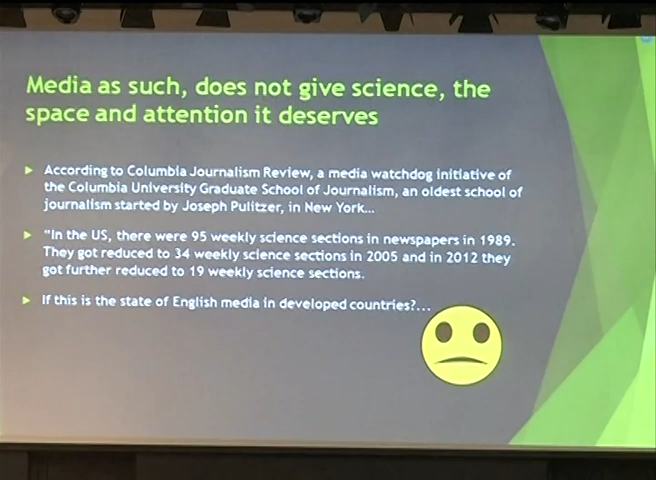 Media as such, does not give science, the
space and attention it deserves
According to Columbia Journalism Review, a media watchdog initiative of
the Columbia University Graduate School of Journalism, an oldest school of
journalism started by Joseph Pulitzer, in New York...
"In the US, there were 95 weekly science sections in newspapers in 1989.
They got reduced to 34 weekly science sections in 2005 and in 2012 they
got further reduced to 19 weekly science sections.
If this is the state of English media in developed countries?...